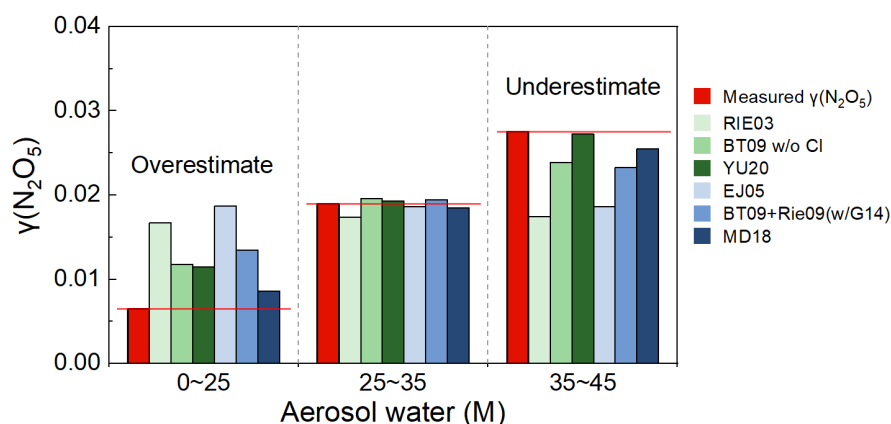 0.04
0.03
0.02
0.01
0.00
γ(N₂O₅)
Overestimate
Underestimate
0~25
25~35
35~45
Aerosol water (M)
Measured γ(N₂O₅)
RIE03
BT09 w/o Cl
YU20
EJ05
BT09+Rie09(w/G14)
MD18